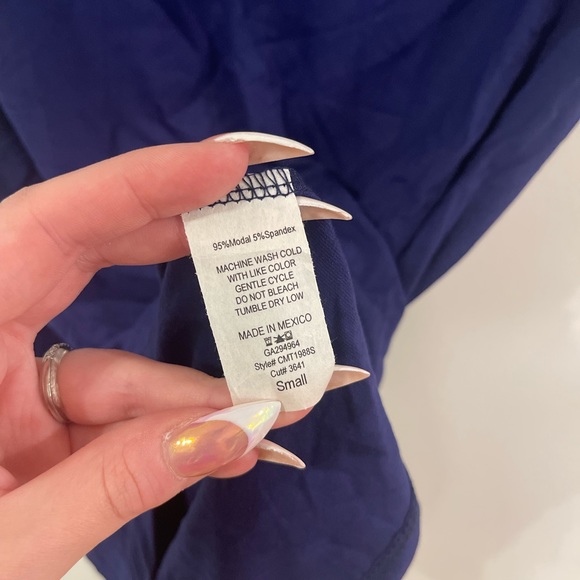 95%Modal 5%Spandex
MACHINE WASH COLD
WITH LIKE COLOR
GENTLE CYCLE
DO NOT BLEACH
TUMBLE DRY LOW
MADE IN MEXICO
GA294964
Style# CMT1988S
Cut# 3641
Small